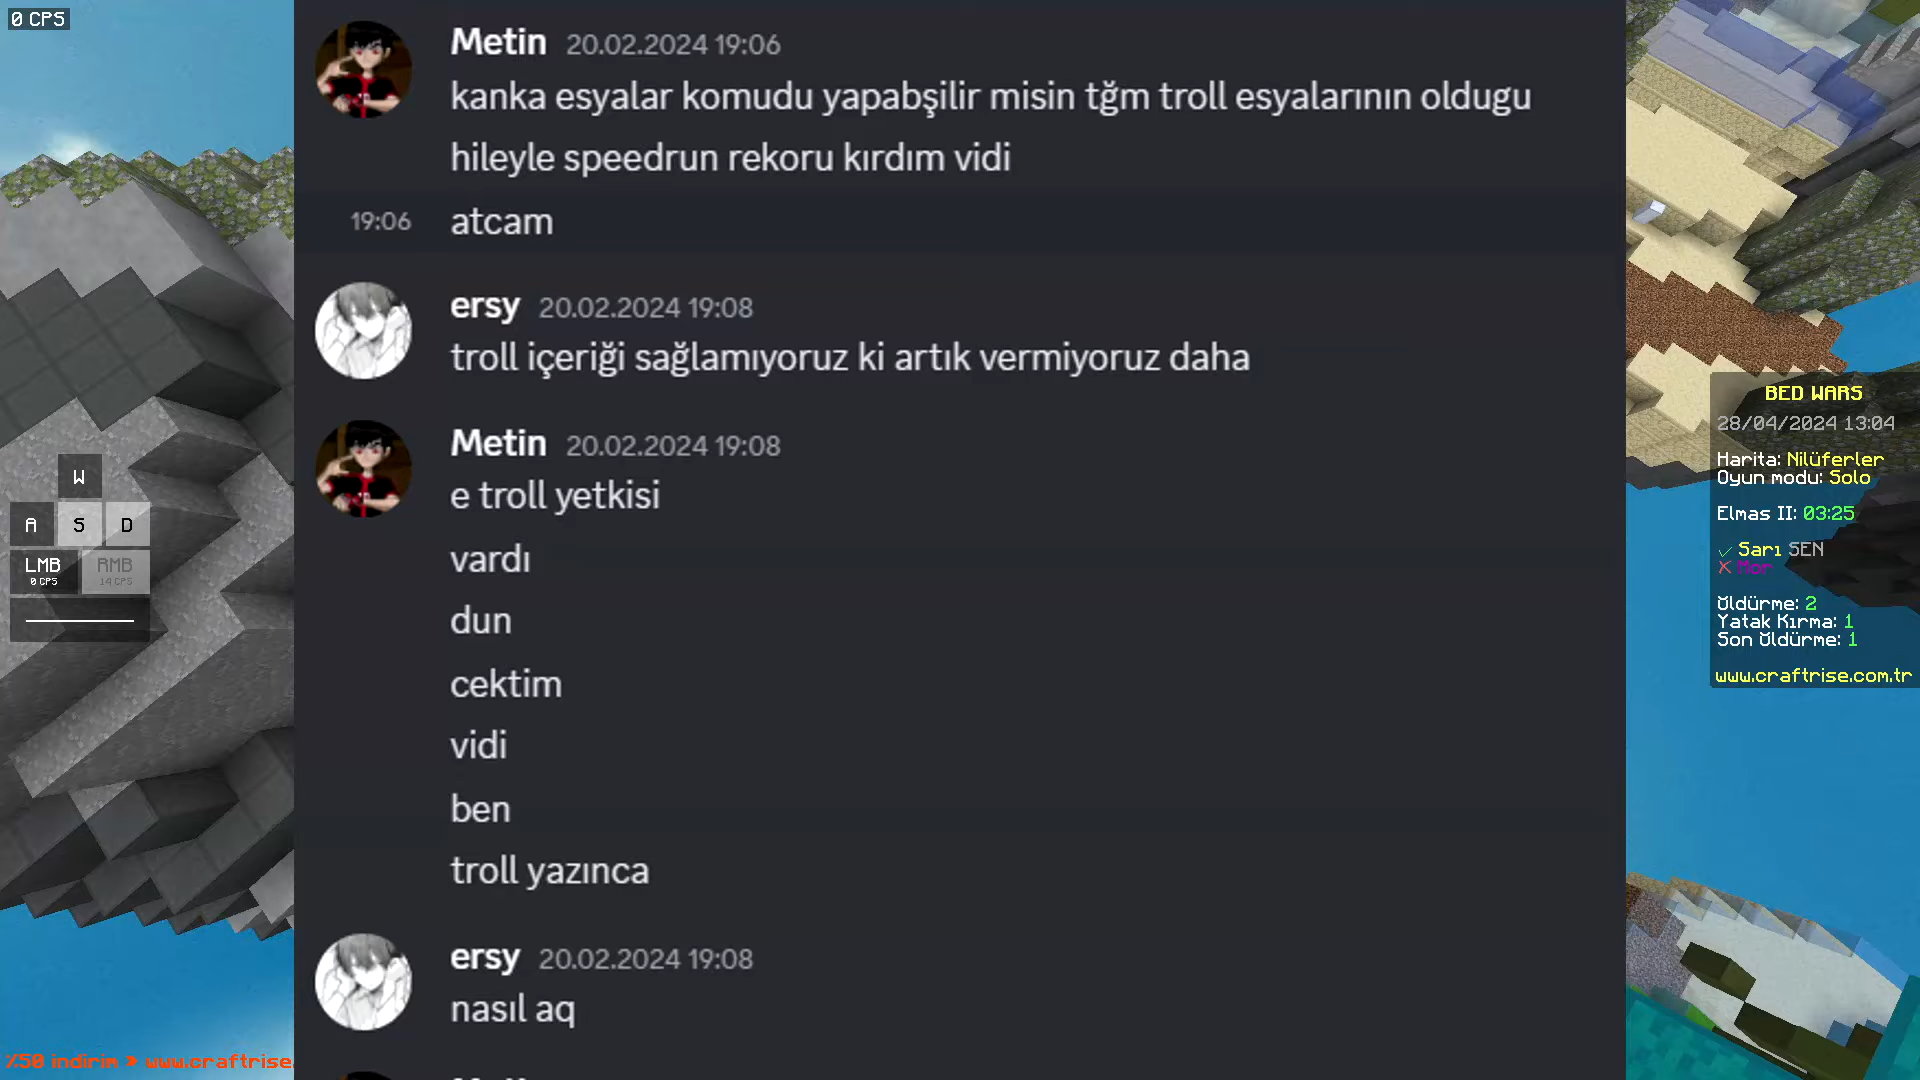 0 CPS
Metin 20.02.2024 19:06
kanka esyalar komudu yapabşilir misin tğm troll esyalarının oldugu
hileyle speedrun rekoru kırdım vidi
19:06 atcam
ersy 20.02.2024 19:08
troll içeriği sağlamıyoruz ki artık vermiyoruz daha
Metin 20.02.2024 19:08
e troll yetkisi
vardı
dun
cektim
vidi
ben
troll yazınca
ersy 20.02.2024 19:08
nasıl aq
W
A S D
LMB RMB
0 CPS 14 CPS
BED WARS
28/04/2024 13:04
Harita: Nilüferler
Oyun modu: Solo
Elmas II: 03:25
✓ Sarı SEN
✗ Mor
Öldürme: 2
Yatak Kırma: 1
Son Öldürme: 1
www.craftrise.com.tr
%50 indirim > www.craftrise